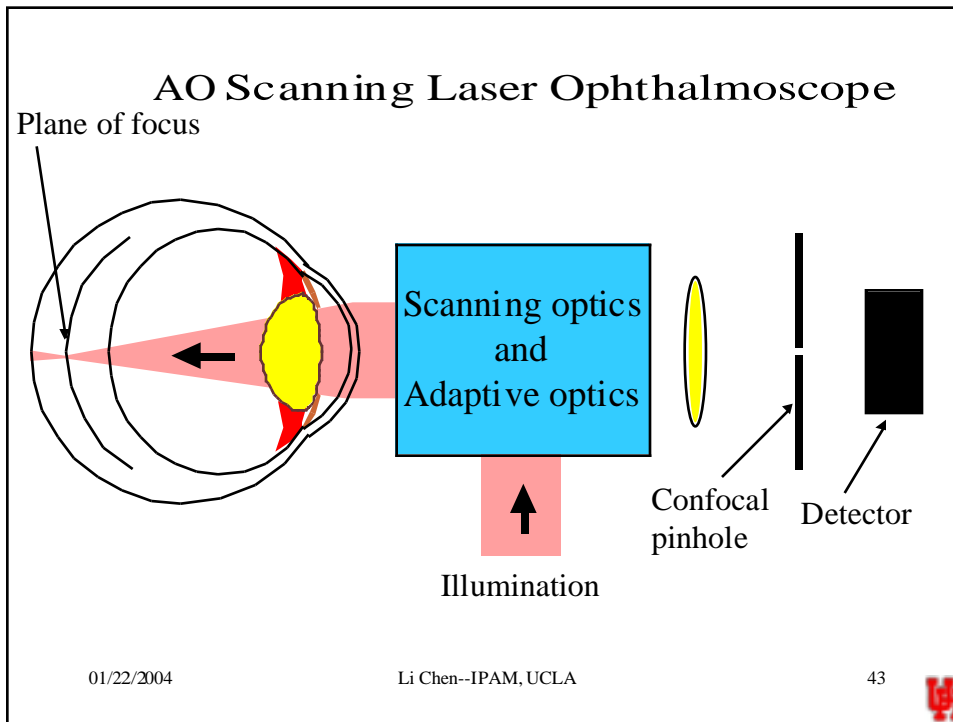 AO Scanning Laser Ophthalmoscope
Plane of focus
Scanning optics
and
Adaptive optics
Confocal
pinhole
Detector
Illumination
01/22/2004
Li Chen--IPAM, UCLA
43